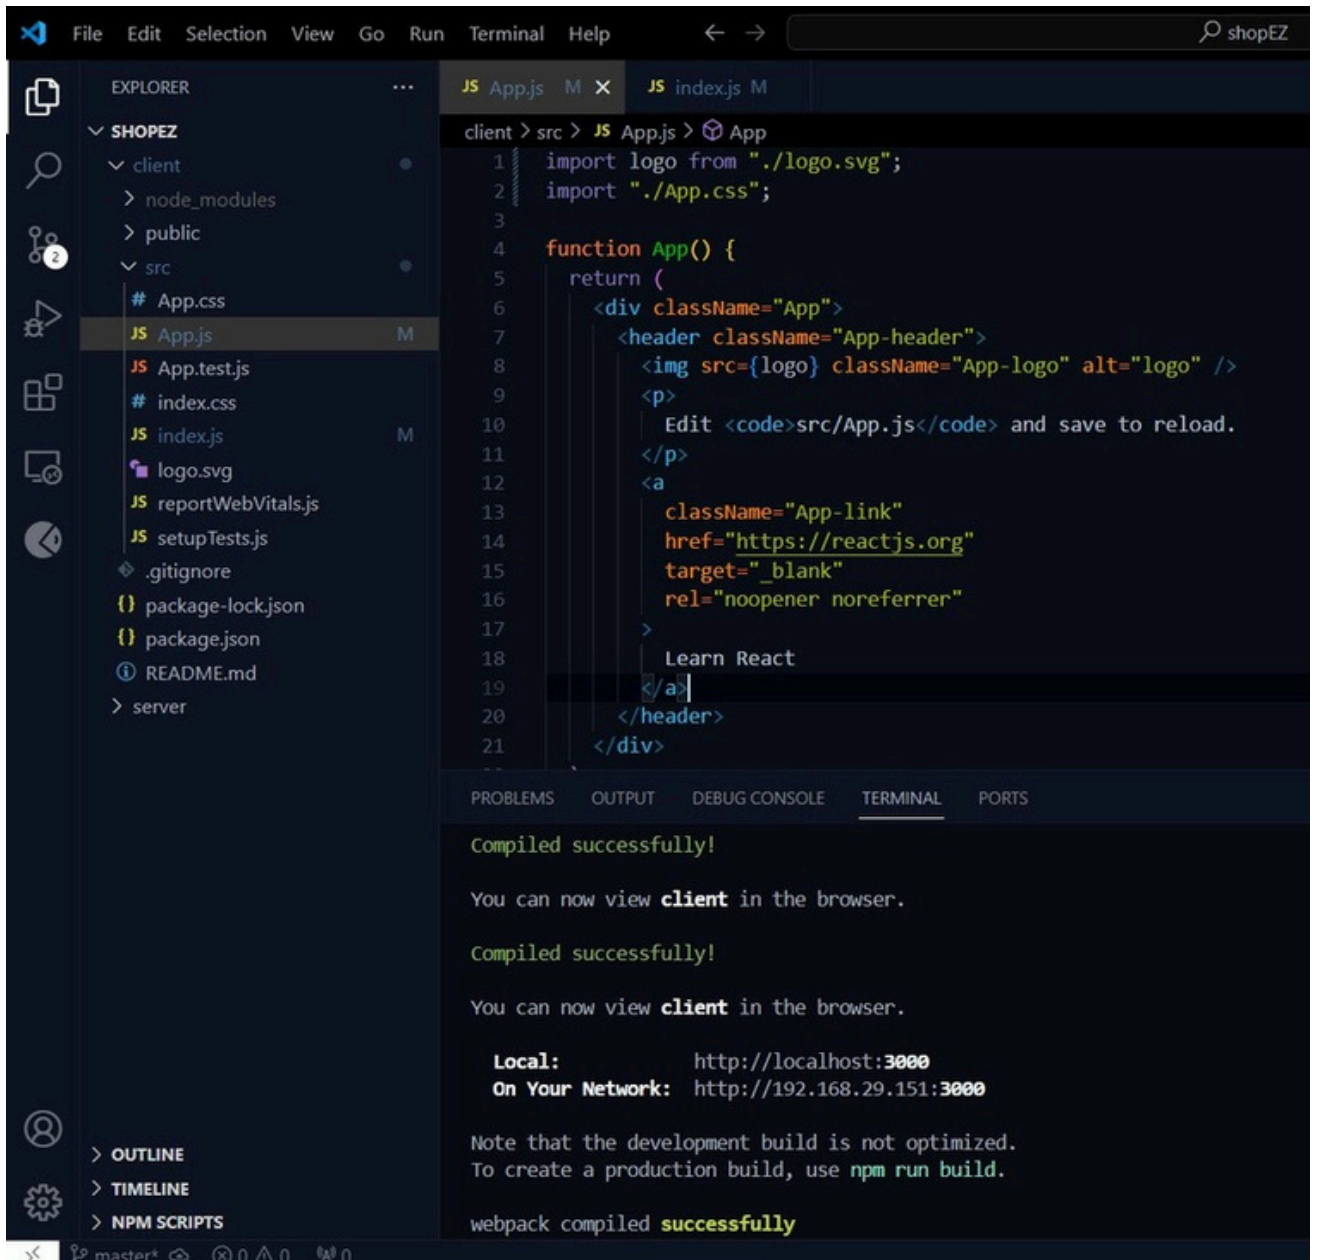 File Edit Selection View Go Run Terminal Help ← → shopEZ
EXPLORER ···
SHOPEZ
client
node_modules
public
src
# App.css
JS App.js M
JS App.test.js
# index.css
JS index.js M
logo.svg
JS reportWebVitals.js
JS setupTests.js
.gitignore
{} package-lock.json
{} package.json
README.md
server
OUTLINE
TIMELINE
NPM SCRIPTS
2
JS App.js M × JS index.js M
client > src > JS App.js > App
1 import logo from "./logo.svg";
2 import "./App.css";
3
4 function App() {
5 return (
6 <div className="App">
7 <header className="App-header">
8 <img src={logo} className="App-logo" alt="logo" />
9 <p>
10 Edit <code>src/App.js</code> and save to reload.
11 </p>
12 <a
13 className="App-link"
14 href="https://reactjs.org"
15 target="_blank"
16 rel="noopener noreferrer"
17 >
18 Learn React
19 </a>
20 </header>
21 </div>
PROBLEMS OUTPUT DEBUG CONSOLE TERMINAL PORTS
Compiled successfully!
You can now view client in the browser.
Compiled successfully!
You can now view client in the browser.
Local: http://localhost:3000
On Your Network: http://192.168.29.151:3000
Note that the development build is not optimized.
To create a production build, use npm run build.
webpack compiled successfully
master* 0 0 0